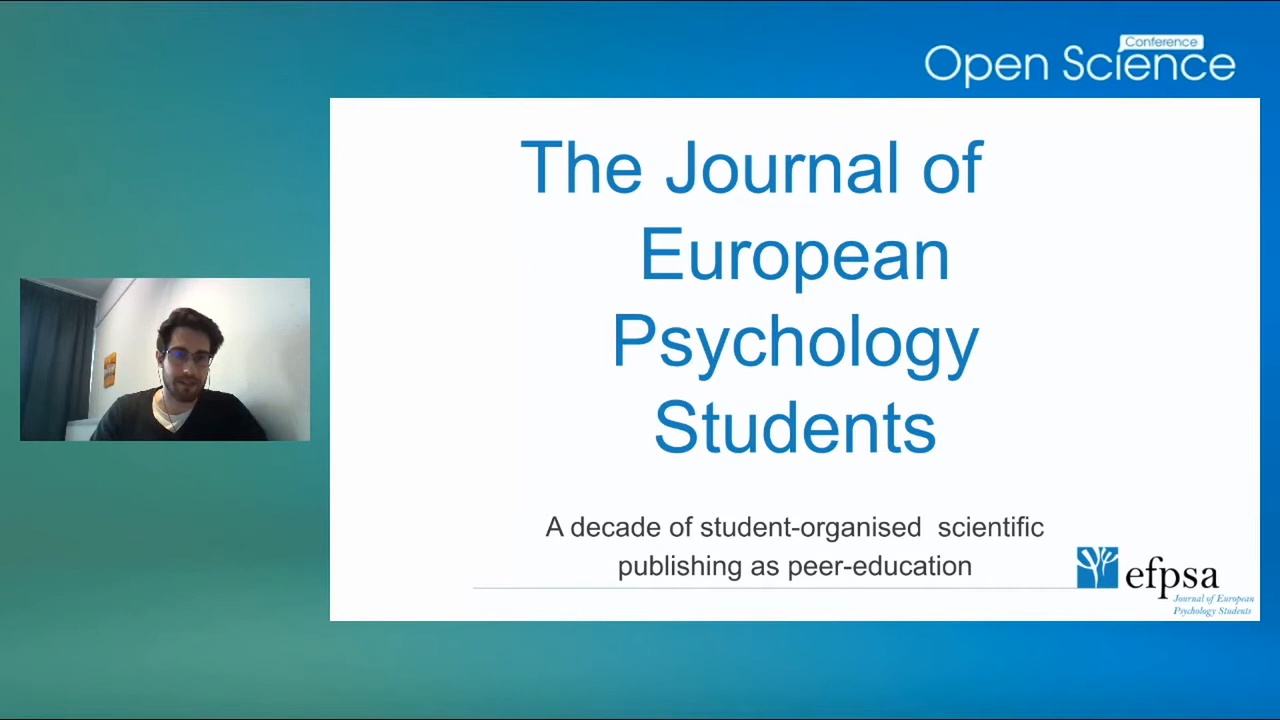 Conference
Open Science
The Journal of
European
Psychology
Students
A decade of student-organised scientific
publishing as peer-education
efpsa
Journal of European
Psychology Students